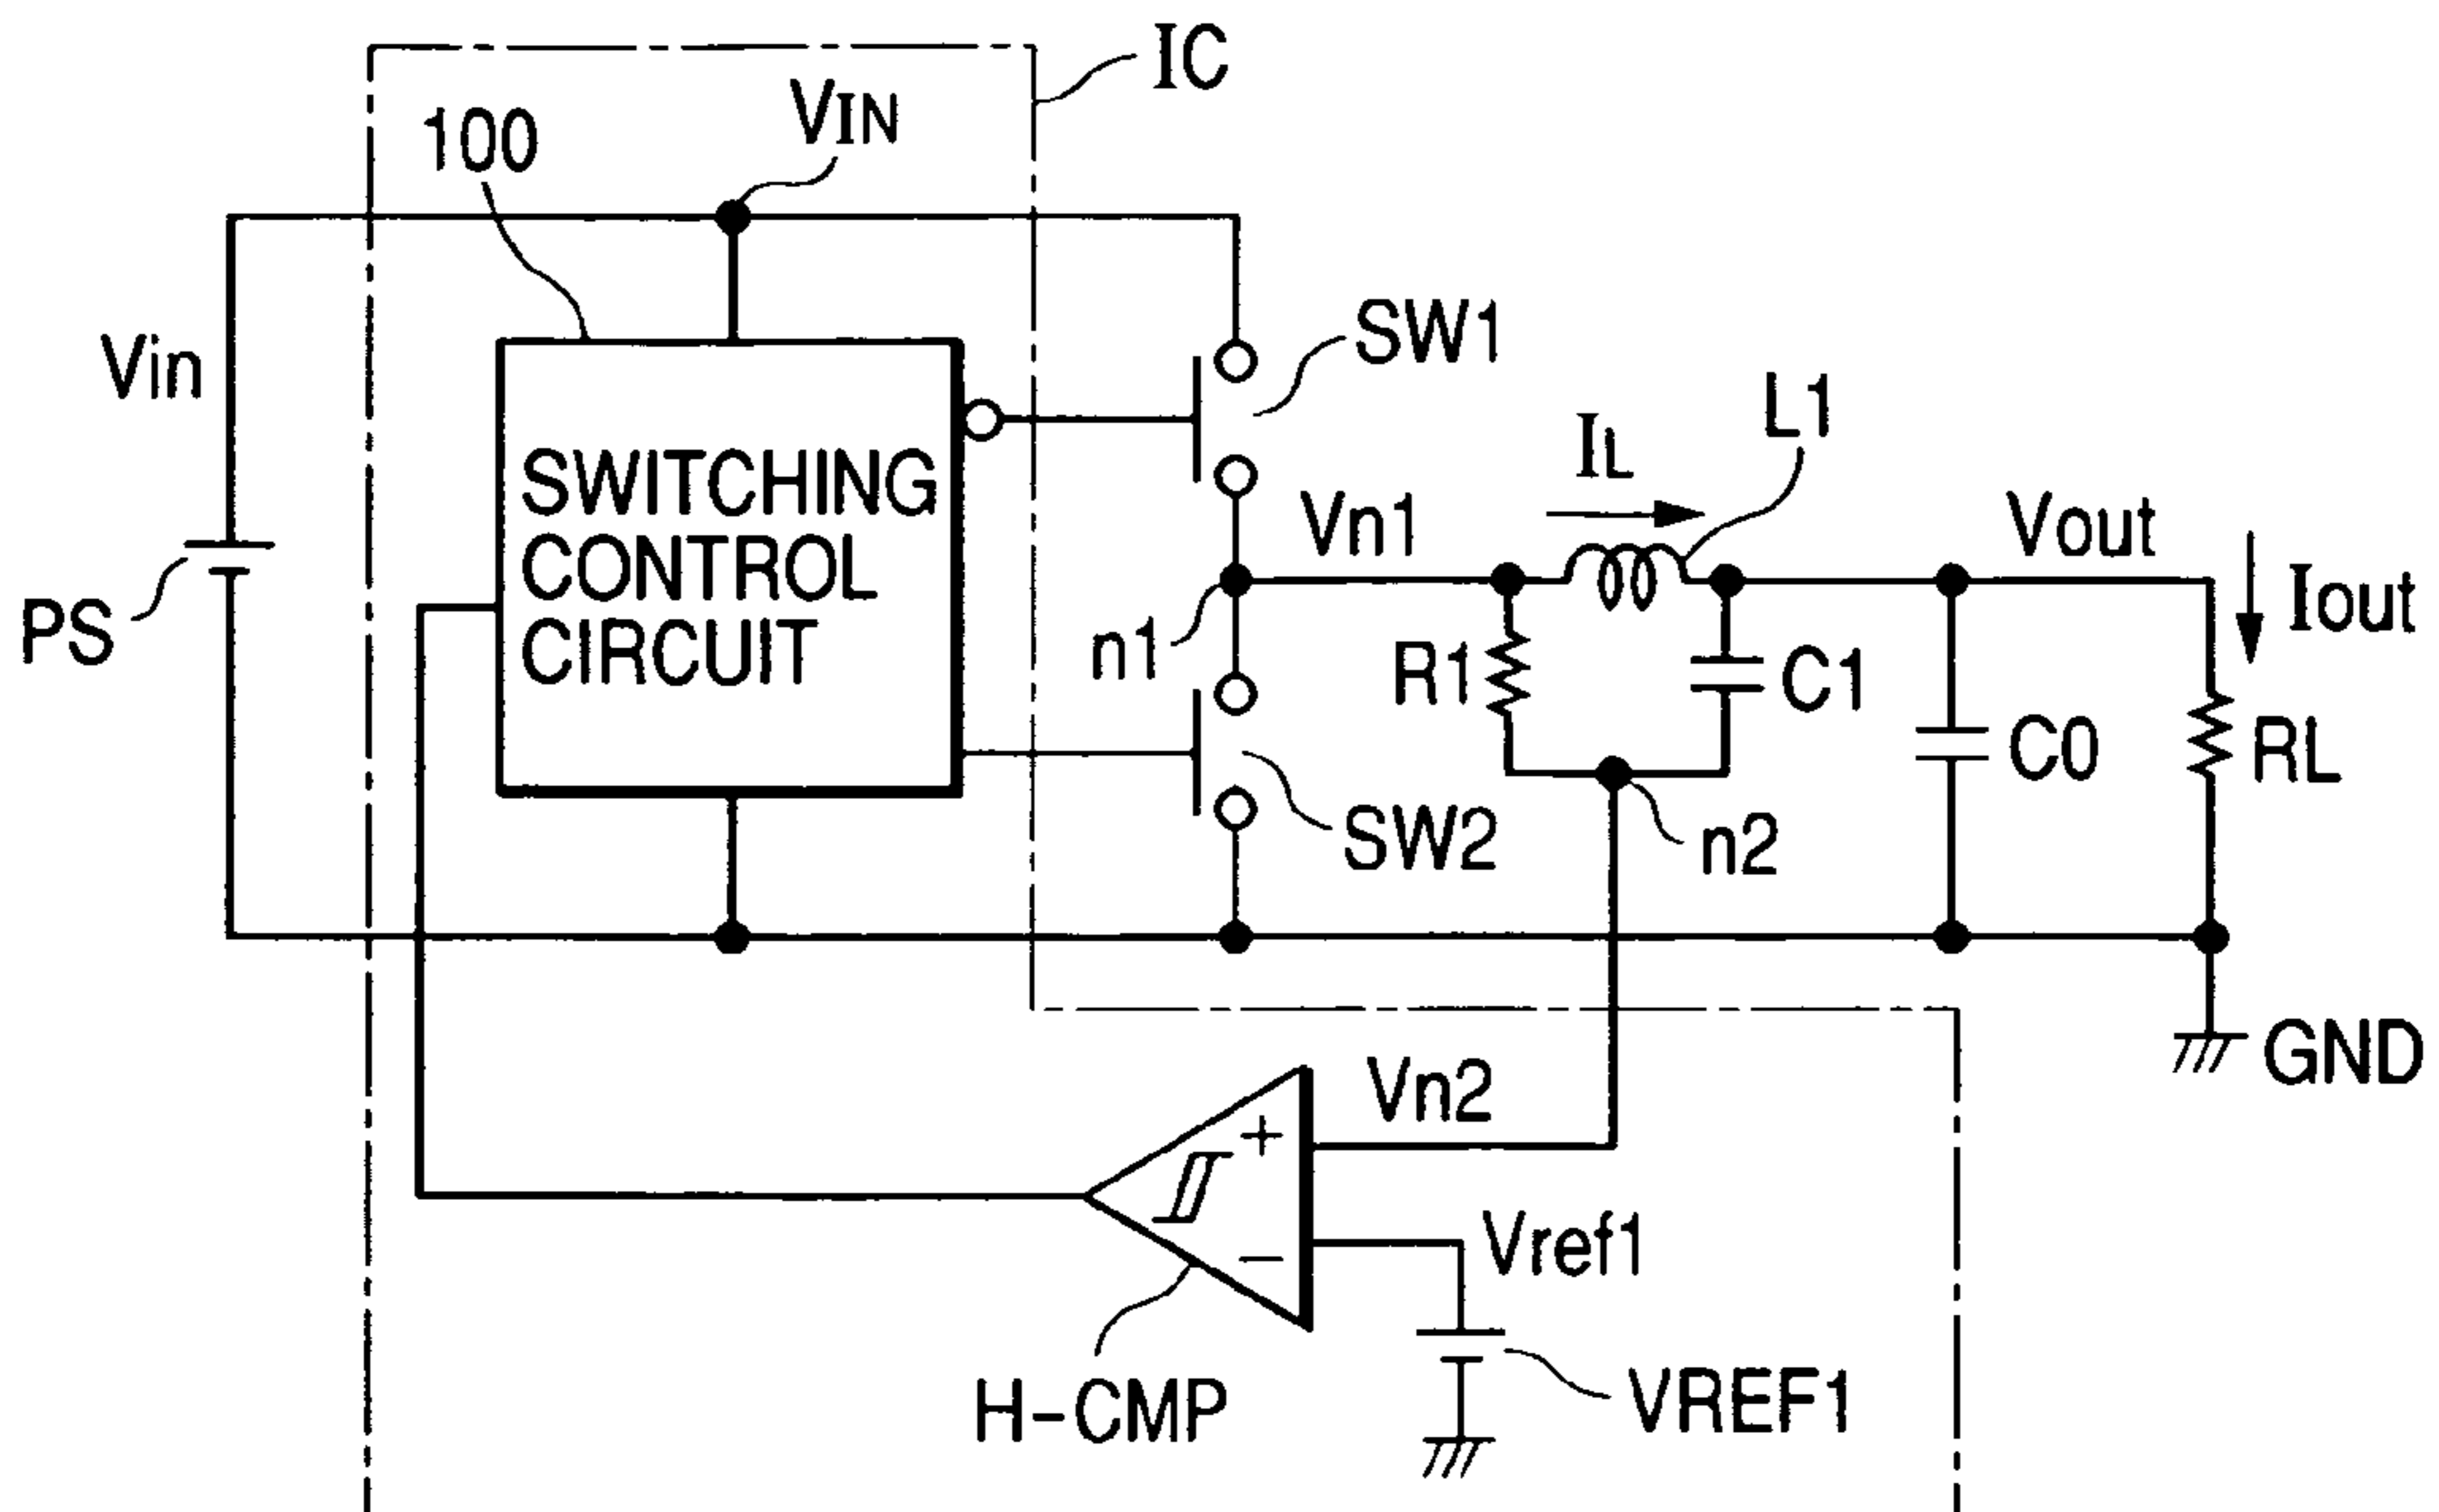 IC
VIN
100
SW1
Vin
L1
IL
SWITCHING
CONTROL
CIRCUIT
Vn1
Vout
Iout
PS
n1
R1
C1
C0
RL
SW2
n2
GND
Vn2
+
Vref1
−
H-CMP
VREF1